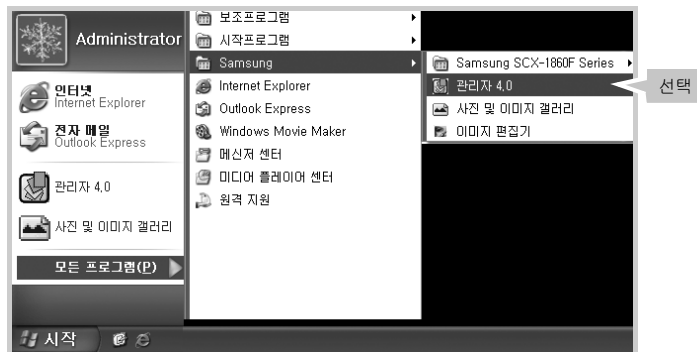 Administrator
인터넷
Internet Explorer
전자 메일
Outlook Express
관리자 4,0
사진 및 이미지 갤러리
모든 프로그램(P)
시작
보조프로그램
시작프로그램
Samsung
Internet Explorer
Outlook Express
Windows Movie Maker
메신저 센터
미디어 플레이어 센터
원격 지원
Samsung SCX-1860F Series
관리자 4,0
사진 및 이미지 갤러리
이미지 편집기
선택